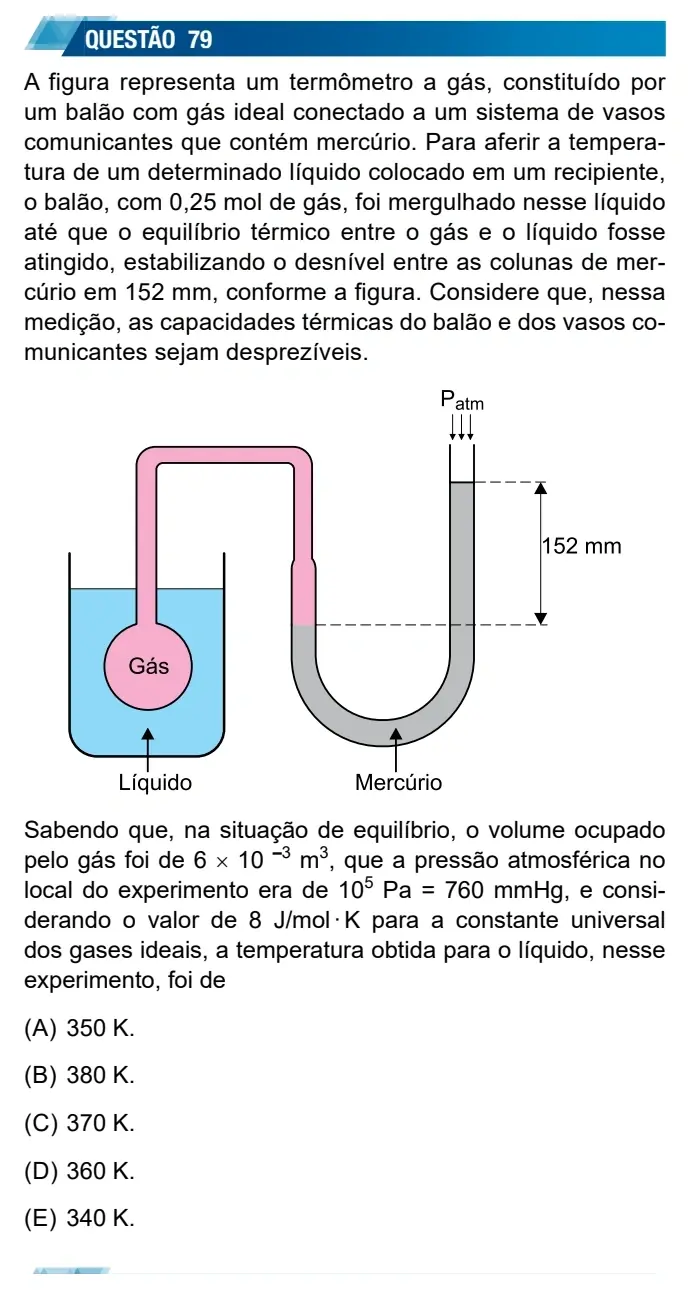 QUESTÃO 79
A figura representa um termômetro a gás, constituído por
um balão com gás ideal conectado a um sistema de vasos
comunicantes que contém mercúrio. Para aferir a tempera-
tura de um determinado líquido colocado em um recipiente,
o balão, com 0,25 mol de gás, foi mergulhado nesse líquido
até que o equilíbrio térmico entre o gás e o líquido fosse
atingido, estabilizando o desnível entre as colunas de mer-
cúrio em 152 mm, conforme a figura. Considere que, nessa
medição, as capacidades térmicas do balão e dos vasos co-
municantes sejam desprezíveis.
Patm
152 mm
Gás
Líquido
Mercúrio
Sabendo que, na situação de equilíbrio, o volume ocupado
pelo gás foi de 6 × 10⁻³ m³, que a pressão atmosférica no
local do experimento era de 10⁵ Pa = 760 mmHg, e consi-
derando o valor de 8 J/mol·K para a constante universal
dos gases ideais, a temperatura obtida para o líquido, nesse
experimento, foi de
(A) 350 K.
(B) 380 K.
(C) 370 K.
(D) 360 K.
(E) 340 K.